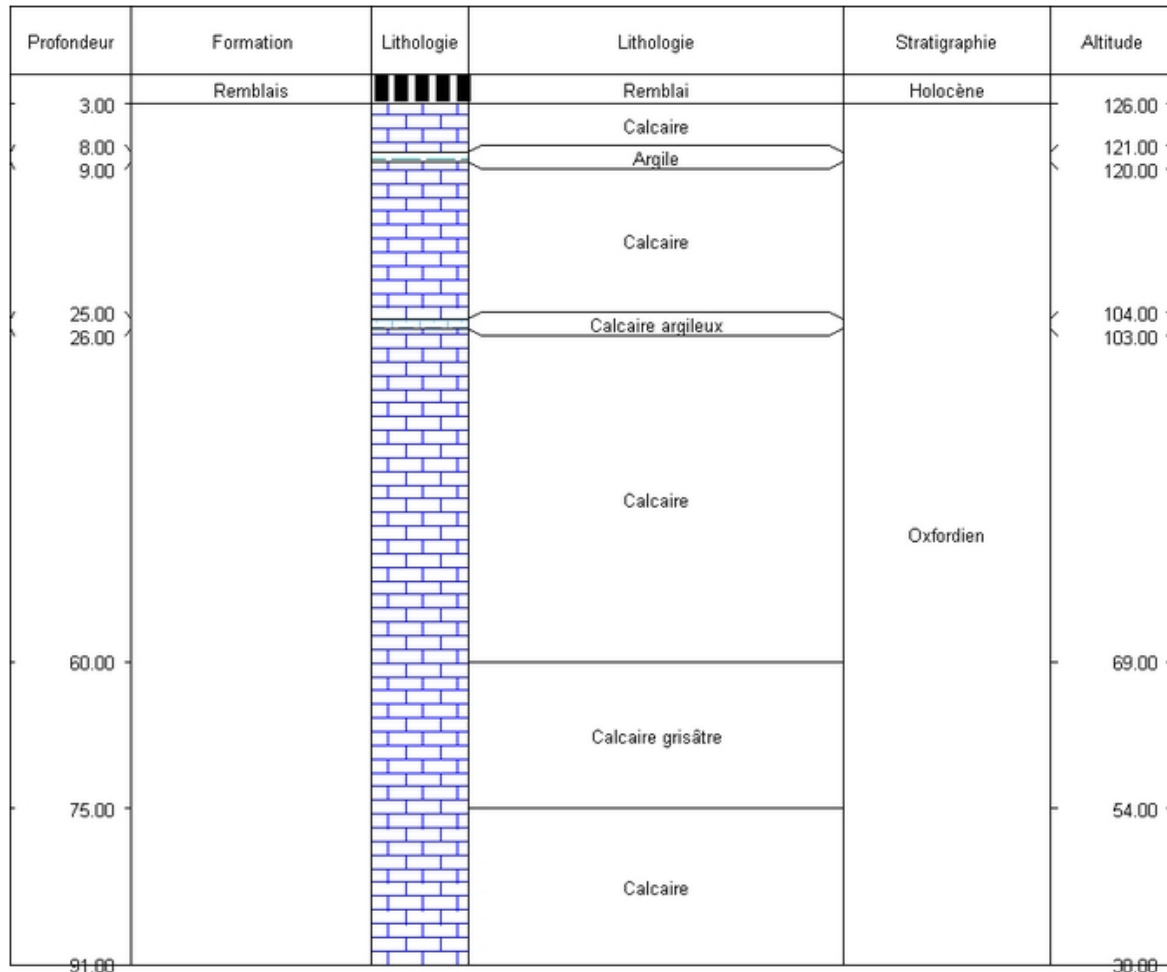 Profondeur Formation Lithologie Lithologie Stratigraphie Altitude
Remblais Remblai Holocène
3.00 126.00
Calcaire
8.00 121.00
Argile
9.00 120.00
Calcaire
25.00 104.00
Calcaire argileux
26.00 103.00
Calcaire
Oxfordien
60.00 69.00
Calcaire grisâtre
75.00 54.00
Calcaire
91.00